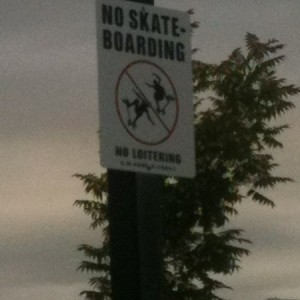 NO SKATE-
BOARDING
NO LOITERING